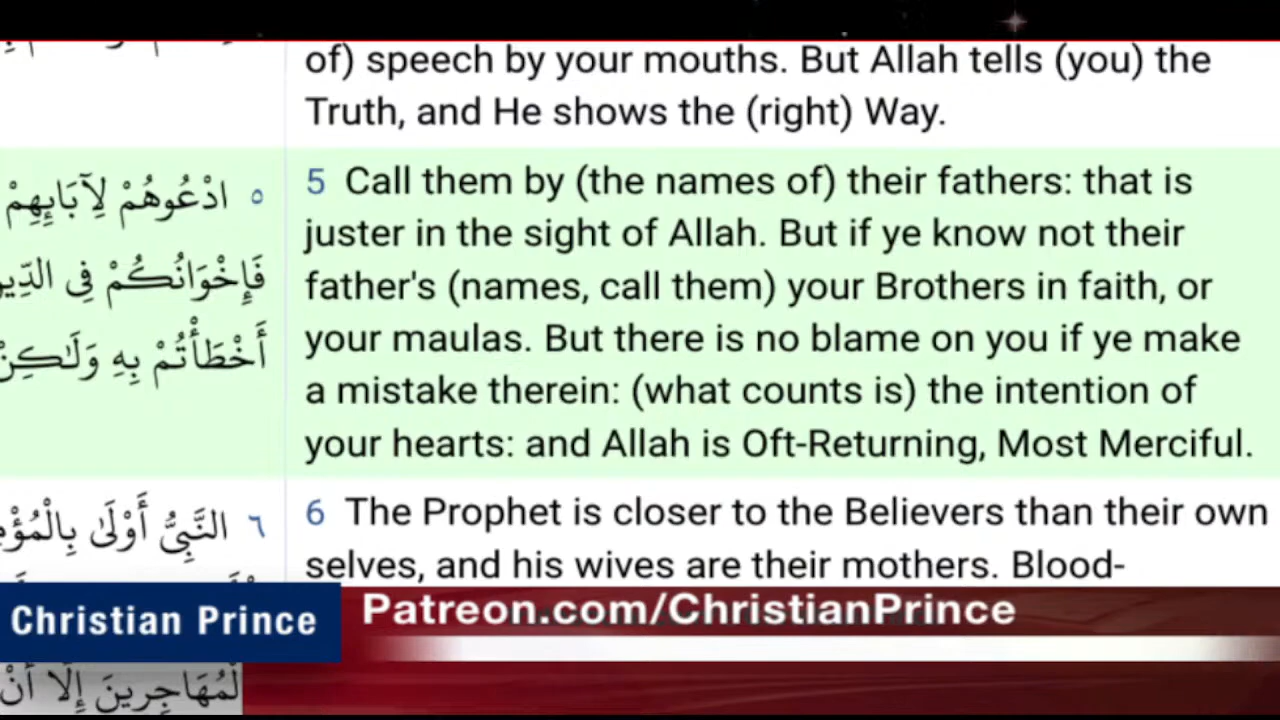 of) speech by your mouths. But Allah tells (you) the
Truth, and He shows the (right) Way.
٥ ادْعُوهُمْ لِآبَائِهِمْ
فَإِخْوَانُكُمْ فِي
أَخْطَأْتُمْ بِهِ وَلَٰكِنْ
5 Call them by (the names of) their fathers: that is
juster in the sight of Allah. But if ye know not their
father's (names, call them) your Brothers in faith, or
your maulas. But there is no blame on you if ye make
a mistake therein: (what counts is) the intention of
your hearts: and Allah is Oft-Returning, Most Merciful.
٦ النَّبِيُّ أَوْلَىٰ
6 The Prophet is closer to the Believers than their own
selves, and his wives are their mothers. Blood-
Christian Prince
Patreon.com/ChristianPrince
لْمُهَاجِرِينَ إِلَّا أَنْ